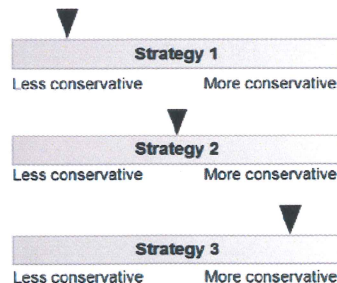 Strategy 1
Less conservative More conservative
Strategy 2
Less conservative More conservative
Strategy 3
Less conservative More conservative